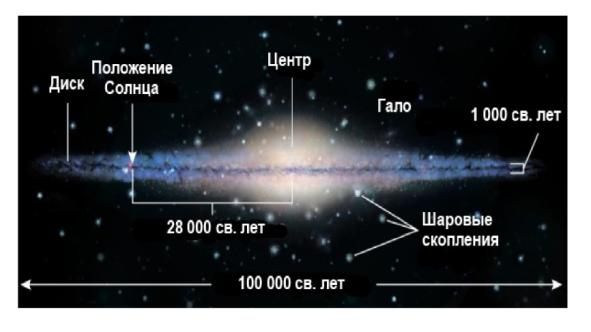 Центр
Положение
Солнца
Диск
Гало
1 000 св. лет
28 000 св. лет
Шаровые
скопления
100 000 св. лет